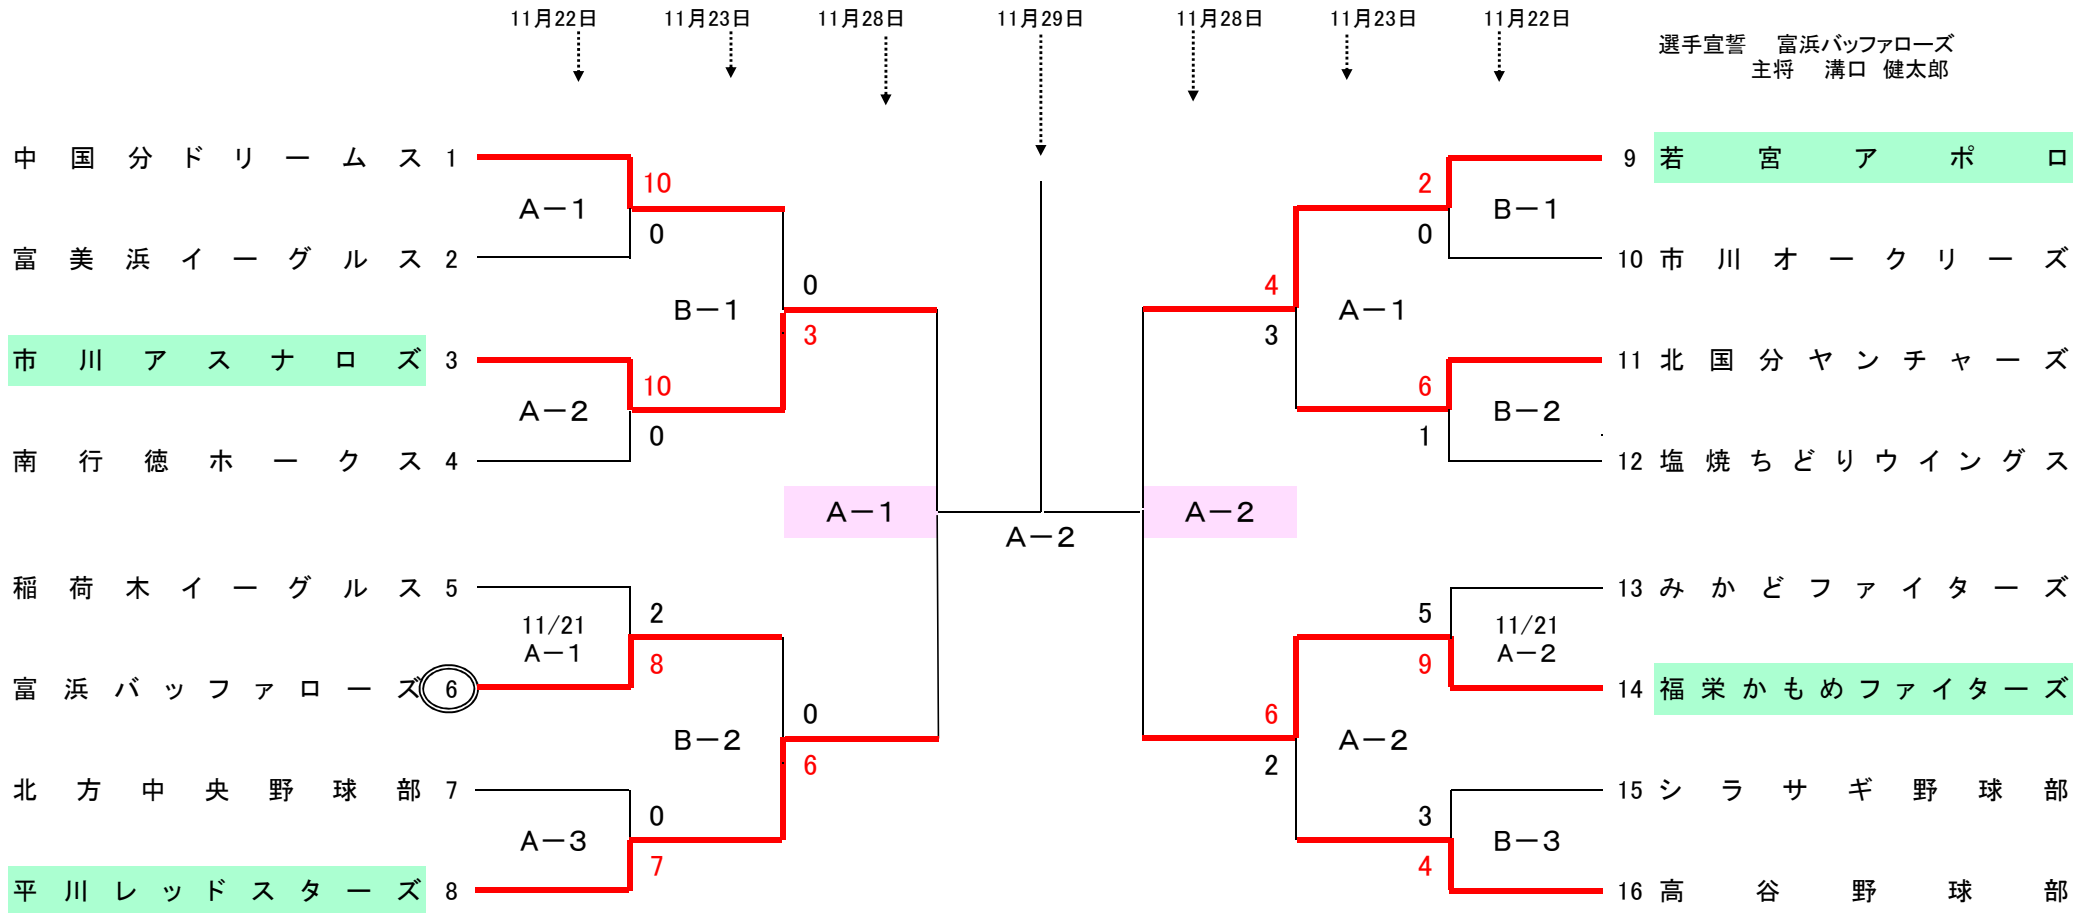 11月22日 11月23日 11月28日 11月29日 11月28日 11月23日 11月22日
選手宣誓 富浜バッファローズ
主将 溝口 健太郎
中国分ドリームス 1
富美浜イーグルス 2
市川アスナロズ 3
南行徳ホークス 4
稲荷木イーグルス 5
富浜バッファローズ 6
北方中央野球部 7
平川レッドスターズ 8
A-1
10
0
A-2
10
0
11/21
A-1
2
8
A-3
0
7
B-1
0
3
B-2
0
6
A-1
A-2
A-2
4
3
A-1
6
2
A-2
2
0
B-1
6
1
B-2
5
9
11/21
A-2
3
4
B-3
9 若宮アポロ
10 市川オークリーズ
11 北国分ヤンチャーズ
12 塩焼ちどりウイングス
13 みかどファイターズ
14 福栄かもめファイターズ
15 シラサギ野球部
16 高谷野球部